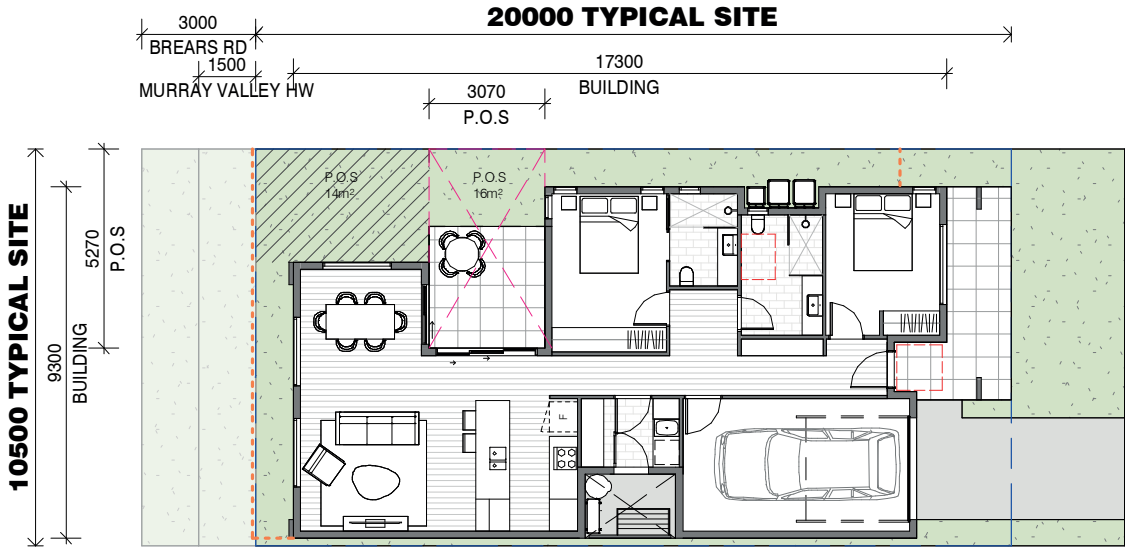 20000 TYPICAL SITE
3000
BREARS RD
1500
MURRAY VALLEY HW
17300
BUILDING
3070
P.O.S
10500 TYPICAL SITE
9300
BUILDING
5270
P.O.S
P.O.S
14m²
P.O.S
16m²
F